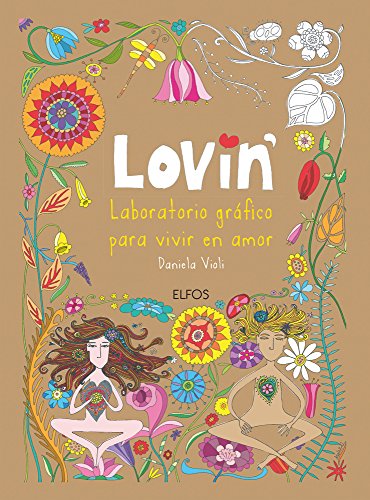 Lovin'
Laboratorio gráfico
para vivir en amor
Daniela Violi
ELFOS